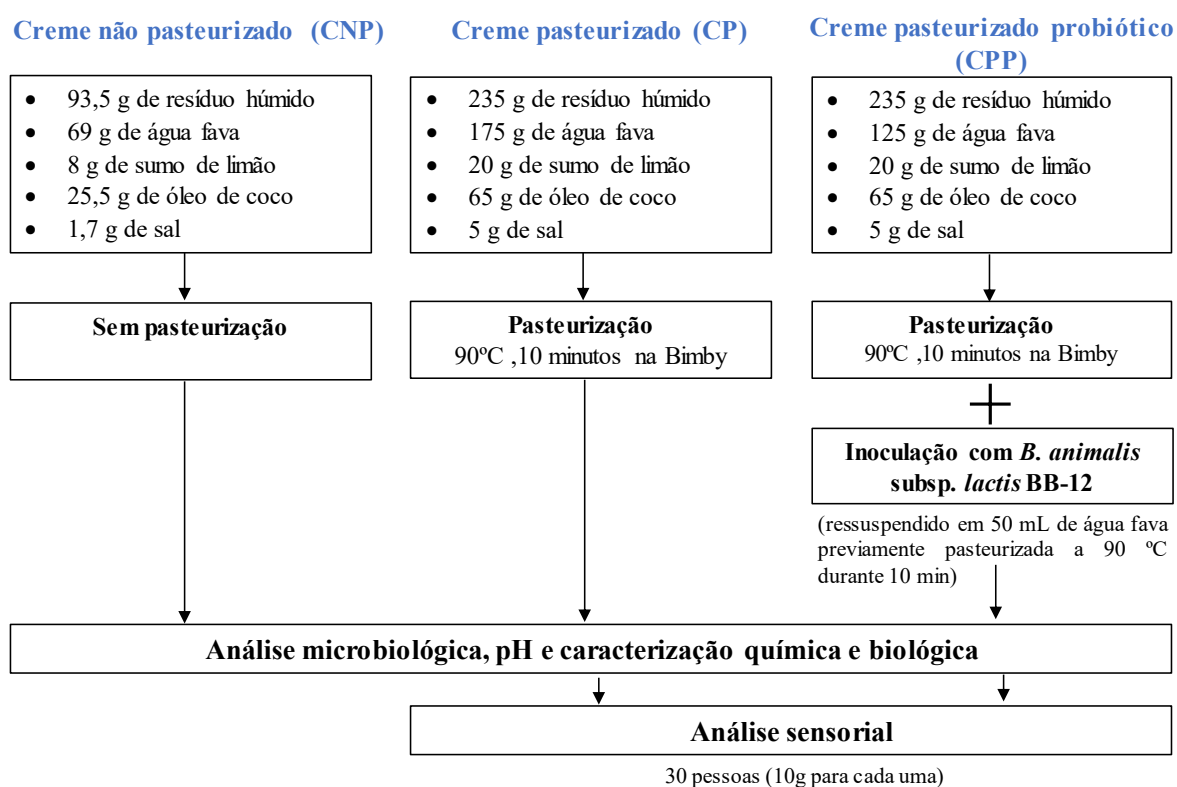 Creme não pasteurizado (CNP)
• 93,5 g de resíduo húmido
• 69 g de água fava
• 8 g de sumo de limão
• 25,5 g de óleo de coco
• 1,7 g de sal
Sem pasteurização
Creme pasteurizado (CP)
• 235 g de resíduo húmido
• 175 g de água fava
• 20 g de sumo de limão
• 65 g de óleo de coco
• 5 g de sal
Pasteurização
90ºC ,10 minutos na Bimby
Creme pasteurizado probiótico
(CPP)
• 235 g de resíduo húmido
• 125 g de água fava
• 20 g de sumo de limão
• 65 g de óleo de coco
• 5 g de sal
Pasteurização
90ºC ,10 minutos na Bimby
Inoculação com B. animalis
subsp. lactis BB-12
(ressuspendido em 50 mL de água fava
previamente pasteurizada a 90 ºC
durante 10 min)
Análise microbiológica, pH e caracterização química e biológica
Análise sensorial
30 pessoas (10g para cada uma)